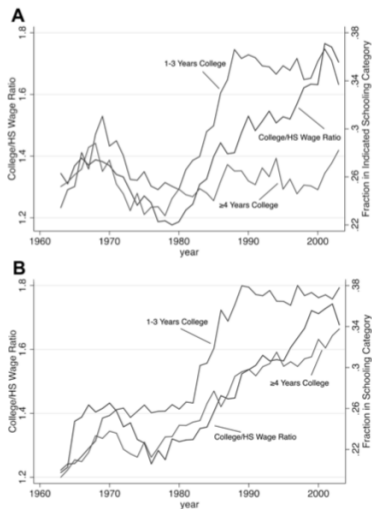 A
College/HS Wage Ratio
1.8
1.6
1.4
1.2
1-3 Years College
College/HS Wage Ratio
≥4 Years College
.38
.34
.3
.26
.22
Fraction in Indicated Schooling Category
1960
1970
1980
1990
2000
year
B
College/HS Wage Ratio
1.8
1.6
1.4
1.2
1-3 Years College
≥4 Years College
College/HS Wage Ratio
.38
.34
.3
.26
.22
Fraction in Indicated Schooling Category
1960
1970
1980
1990
2000
year